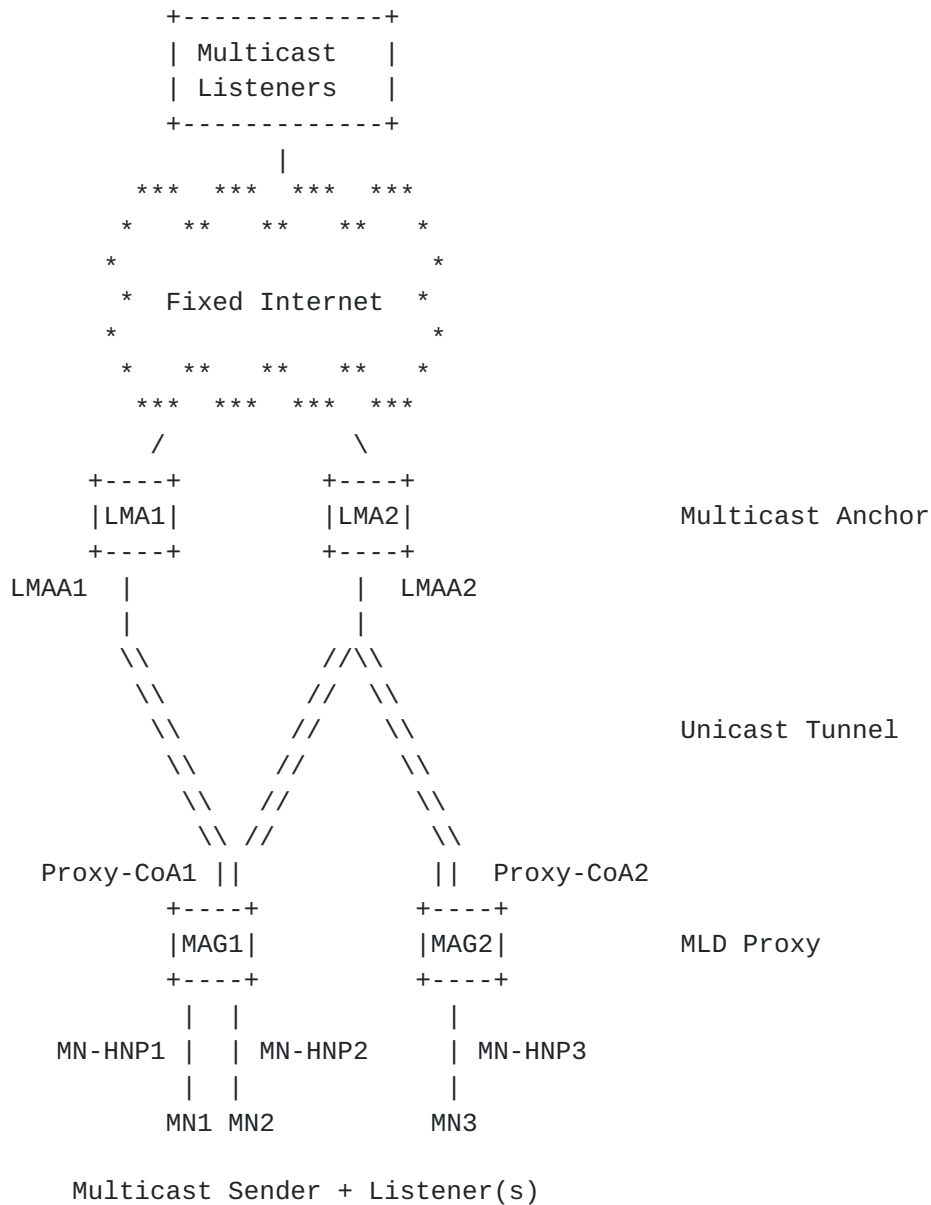 Multicast
Listeners
Fixed Internet
LMA1 LMA2 Multicast Anchor
LMAA1 LMAA2
Unicast Tunnel
Proxy-CoA1 Proxy-CoA2
MAG1 MAG2 MLD Proxy
MN-HNP1 MN-HNP2 MN-HNP3
MN1 MN2 MN3
Multicast Sender + Listener(s)